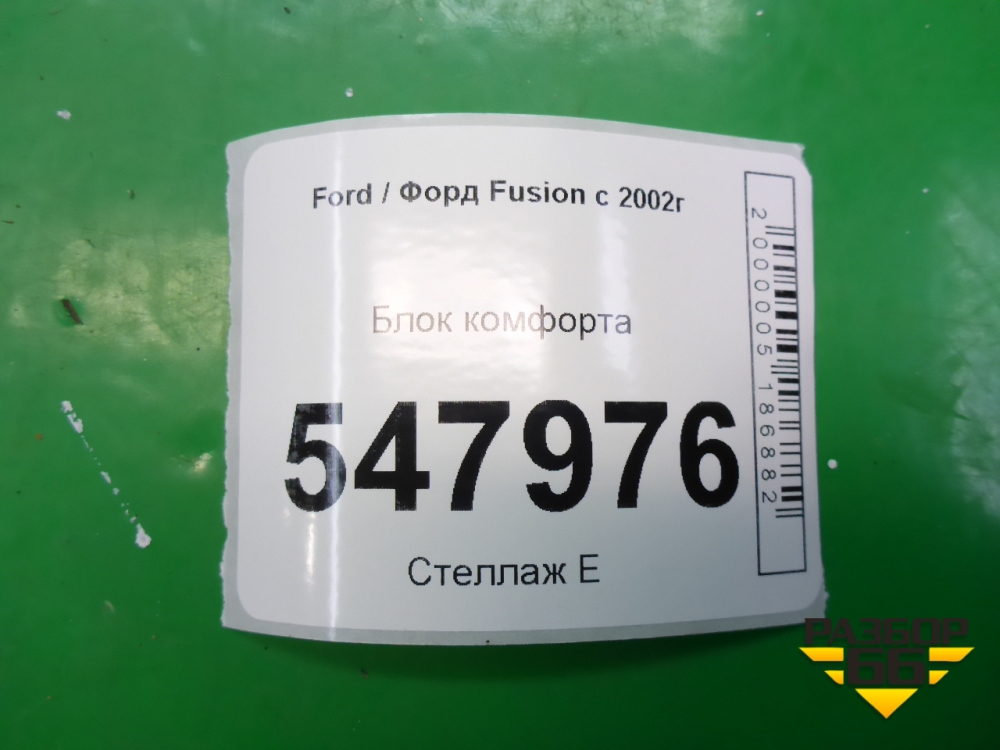 Ford / Форд Fusion с 2002г
Блок комфорта
547976
Стеллаж Е
2000005186882
РАЗБОР
66